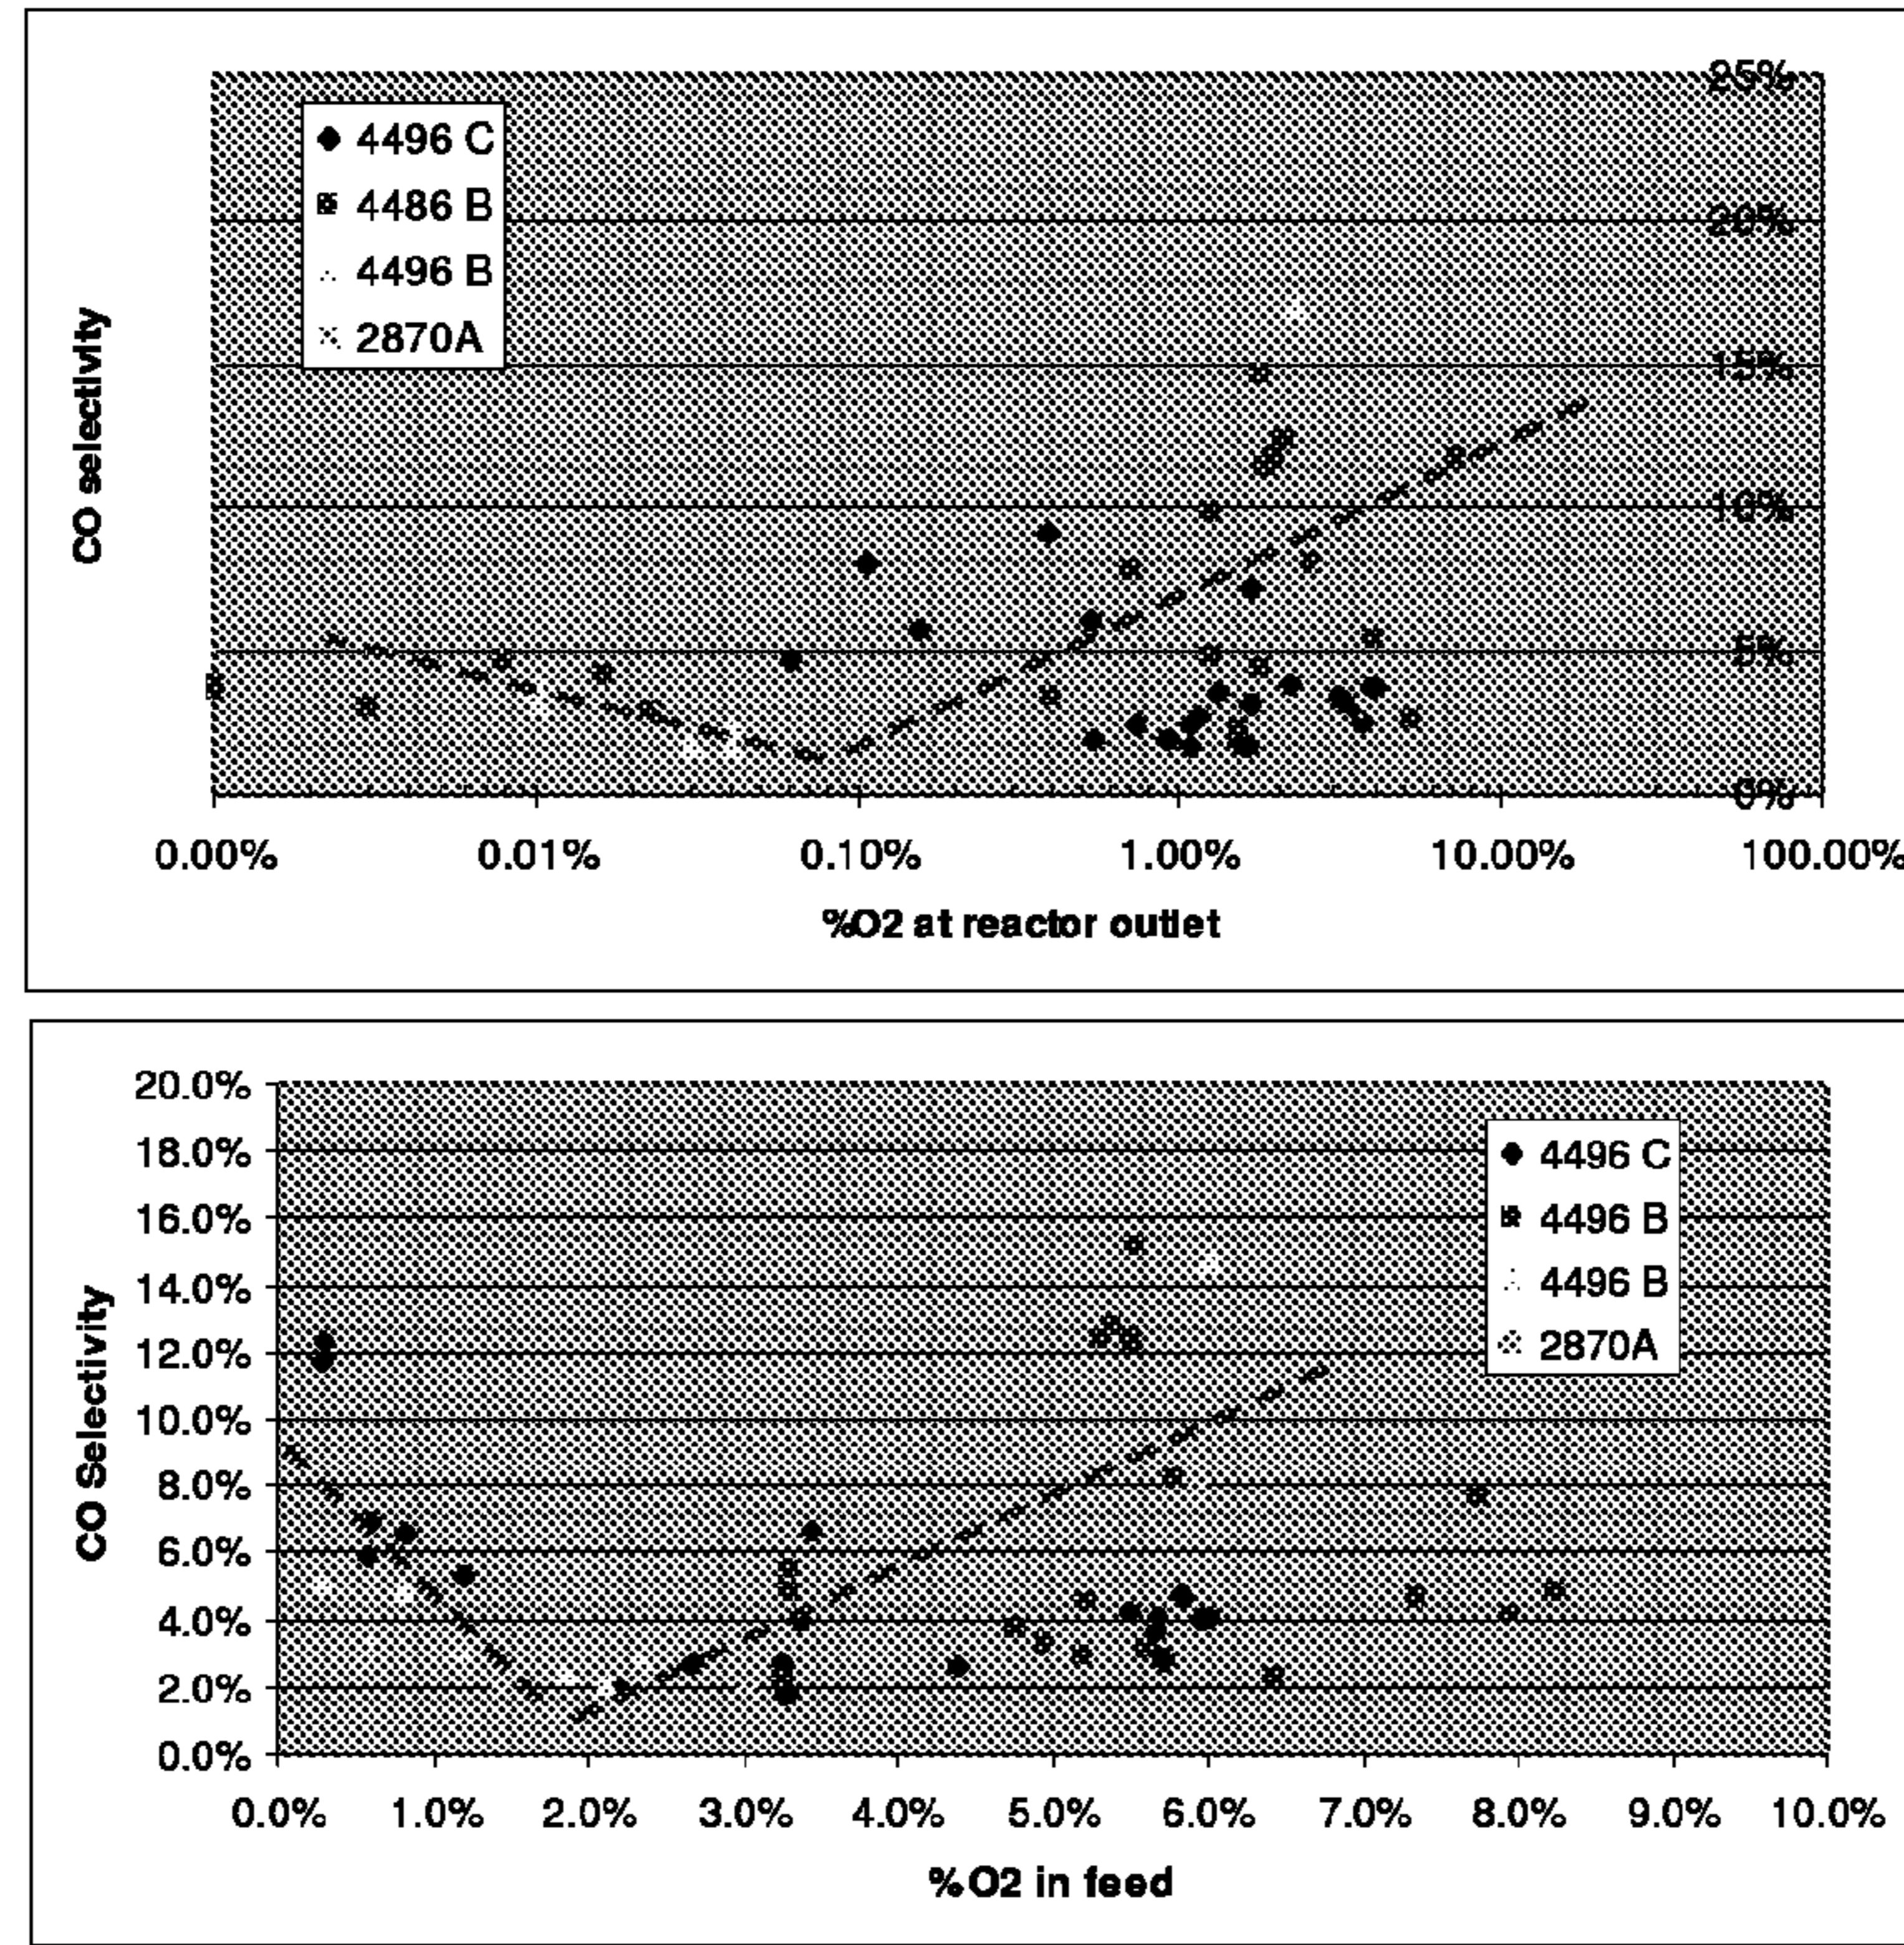 25%
4496 C
4486 B
20%
4496 B
2870A
15%
CO selectivity
10%
5%
0%
0.00% 0.01% 0.10% 1.00% 10.00% 100.00%
%O2 at reactor outlet
20.0%
18.0%
4496 C
16.0%
4496 B
14.0%
4496 B
12.0%
2870A
10.0%
CO Selectivity
8.0%
6.0%
4.0%
2.0%
0.0%
0.0% 1.0% 2.0% 3.0% 4.0% 5.0% 6.0% 7.0% 8.0% 9.0% 10.0%
%O2 in feed